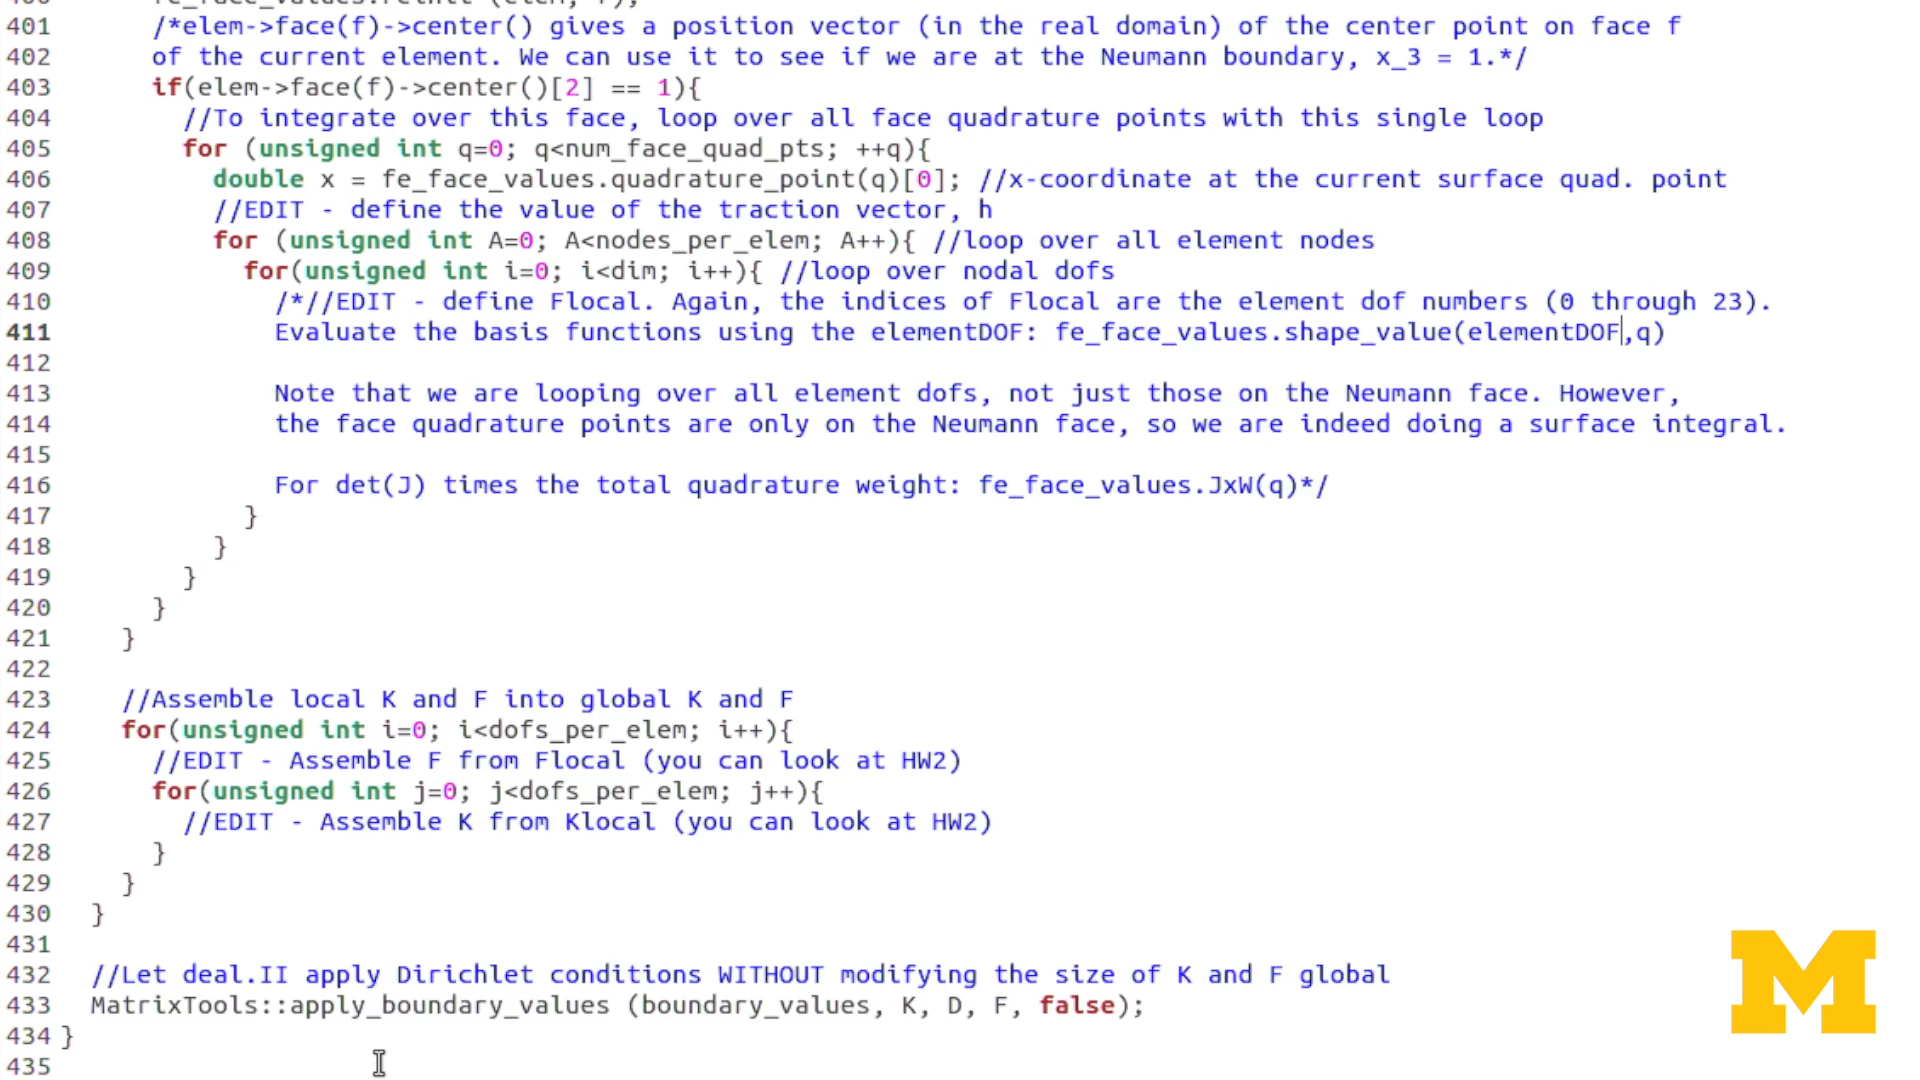 401 /*elem->face(f)->center() gives a position vector (in the real domain) of the center point on face f
402 of the current element. We can use it to see if we are at the Neumann boundary, x_3 = 1.*/
403 if(elem->face(f)->center()[2] == 1){
404 //To integrate over this face, loop over all face quadrature points with this single loop
405 for (unsigned int q=0; q<num_face_quad_pts; ++q){
406 double x = fe_face_values.quadrature_point(q)[0]; //x-coordinate at the current surface quad. point
407 //EDIT - define the value of the traction vector, h
408 for (unsigned int A=0; A<nodes_per_elem; A++){ //loop over all element nodes
409 for(unsigned int i=0; i<dim; i++){ //loop over nodal dofs
410 /*//EDIT - define Flocal. Again, the indices of Flocal are the element dof numbers (0 through 23).
411 Evaluate the basis functions using the elementDOF: fe_face_values.shape_value(elementDOF,q)
412
413 Note that we are looping over all element dofs, not just those on the Neumann face. However,
414 the face quadrature points are only on the Neumann face, so we are indeed doing a surface integral.
415
416 For det(J) times the total quadrature weight: fe_face_values.JxW(q)*/
417 }
418 }
419 }
420 }
421 }
422
423 //Assemble local K and F into global K and F
424 for(unsigned int i=0; i<dofs_per_elem; i++){
425 //EDIT - Assemble F from Flocal (you can look at HW2)
426 for(unsigned int j=0; j<dofs_per_elem; j++){
427 //EDIT - Assemble K from Klocal (you can look at HW2)
428 }
429 }
430 }
431
432 //Let deal.II apply Dirichlet conditions WITHOUT modifying the size of K and F global
433 MatrixTools::apply_boundary_values (boundary_values, K, D, F, false);
434 }
435
M